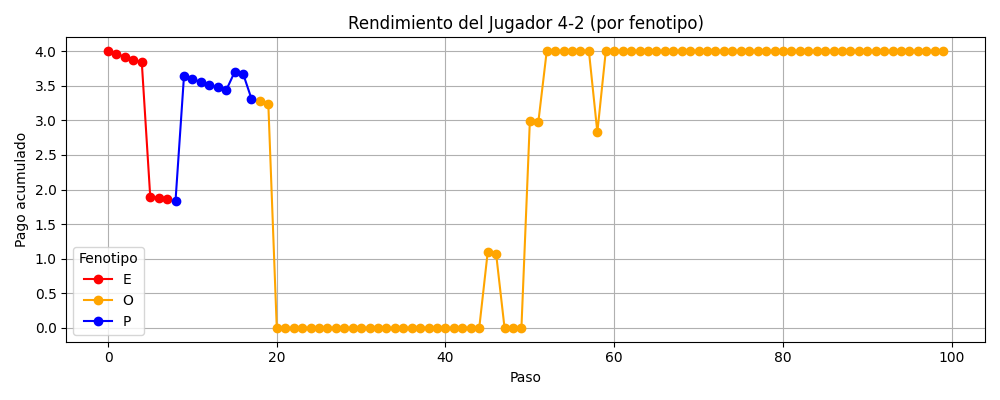 Rendimiento del Jugador 4-2 (por fenotipo)
Pago acumulado
4.0
3.5
3.0
2.5
2.0
1.5
1.0
0.5
0.0
Fenotipo
E
O
P
0
20
40
60
80
100
Paso